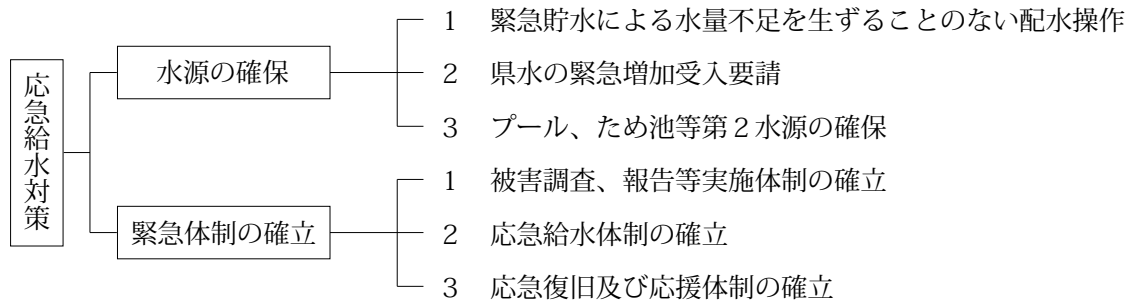 応急給水対策
水源の確保
1 緊急貯水による水量不足を生ずることのない配水操作
2 県水の緊急増加受入要請
3 プール、ため池等第2水源の確保
緊急体制の確立
1 被害調査、報告等実施体制の確立
2 応急給水体制の確立
3 応急復旧及び応援体制の確立